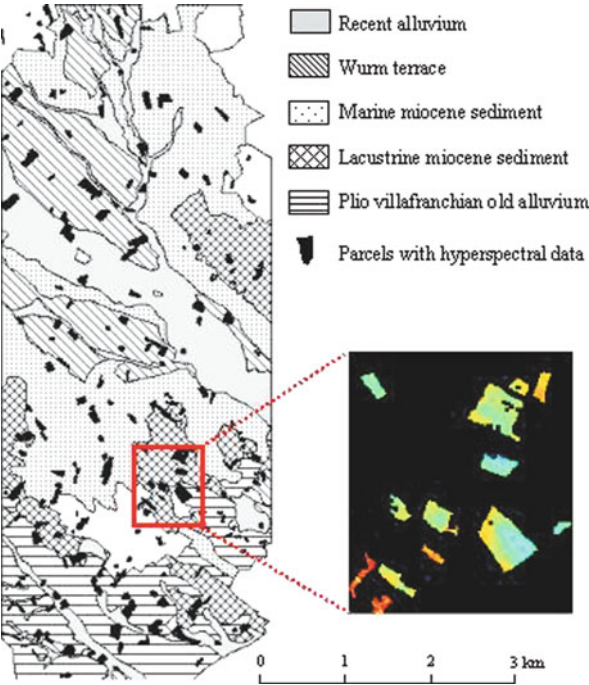 Recent alluvium
Wurm terrace
Marine miocene sediment
Lacustrine miocene sediment
Plio villafranchian old alluvium
Parcels with hyperspectral data
0 1 2 3 km